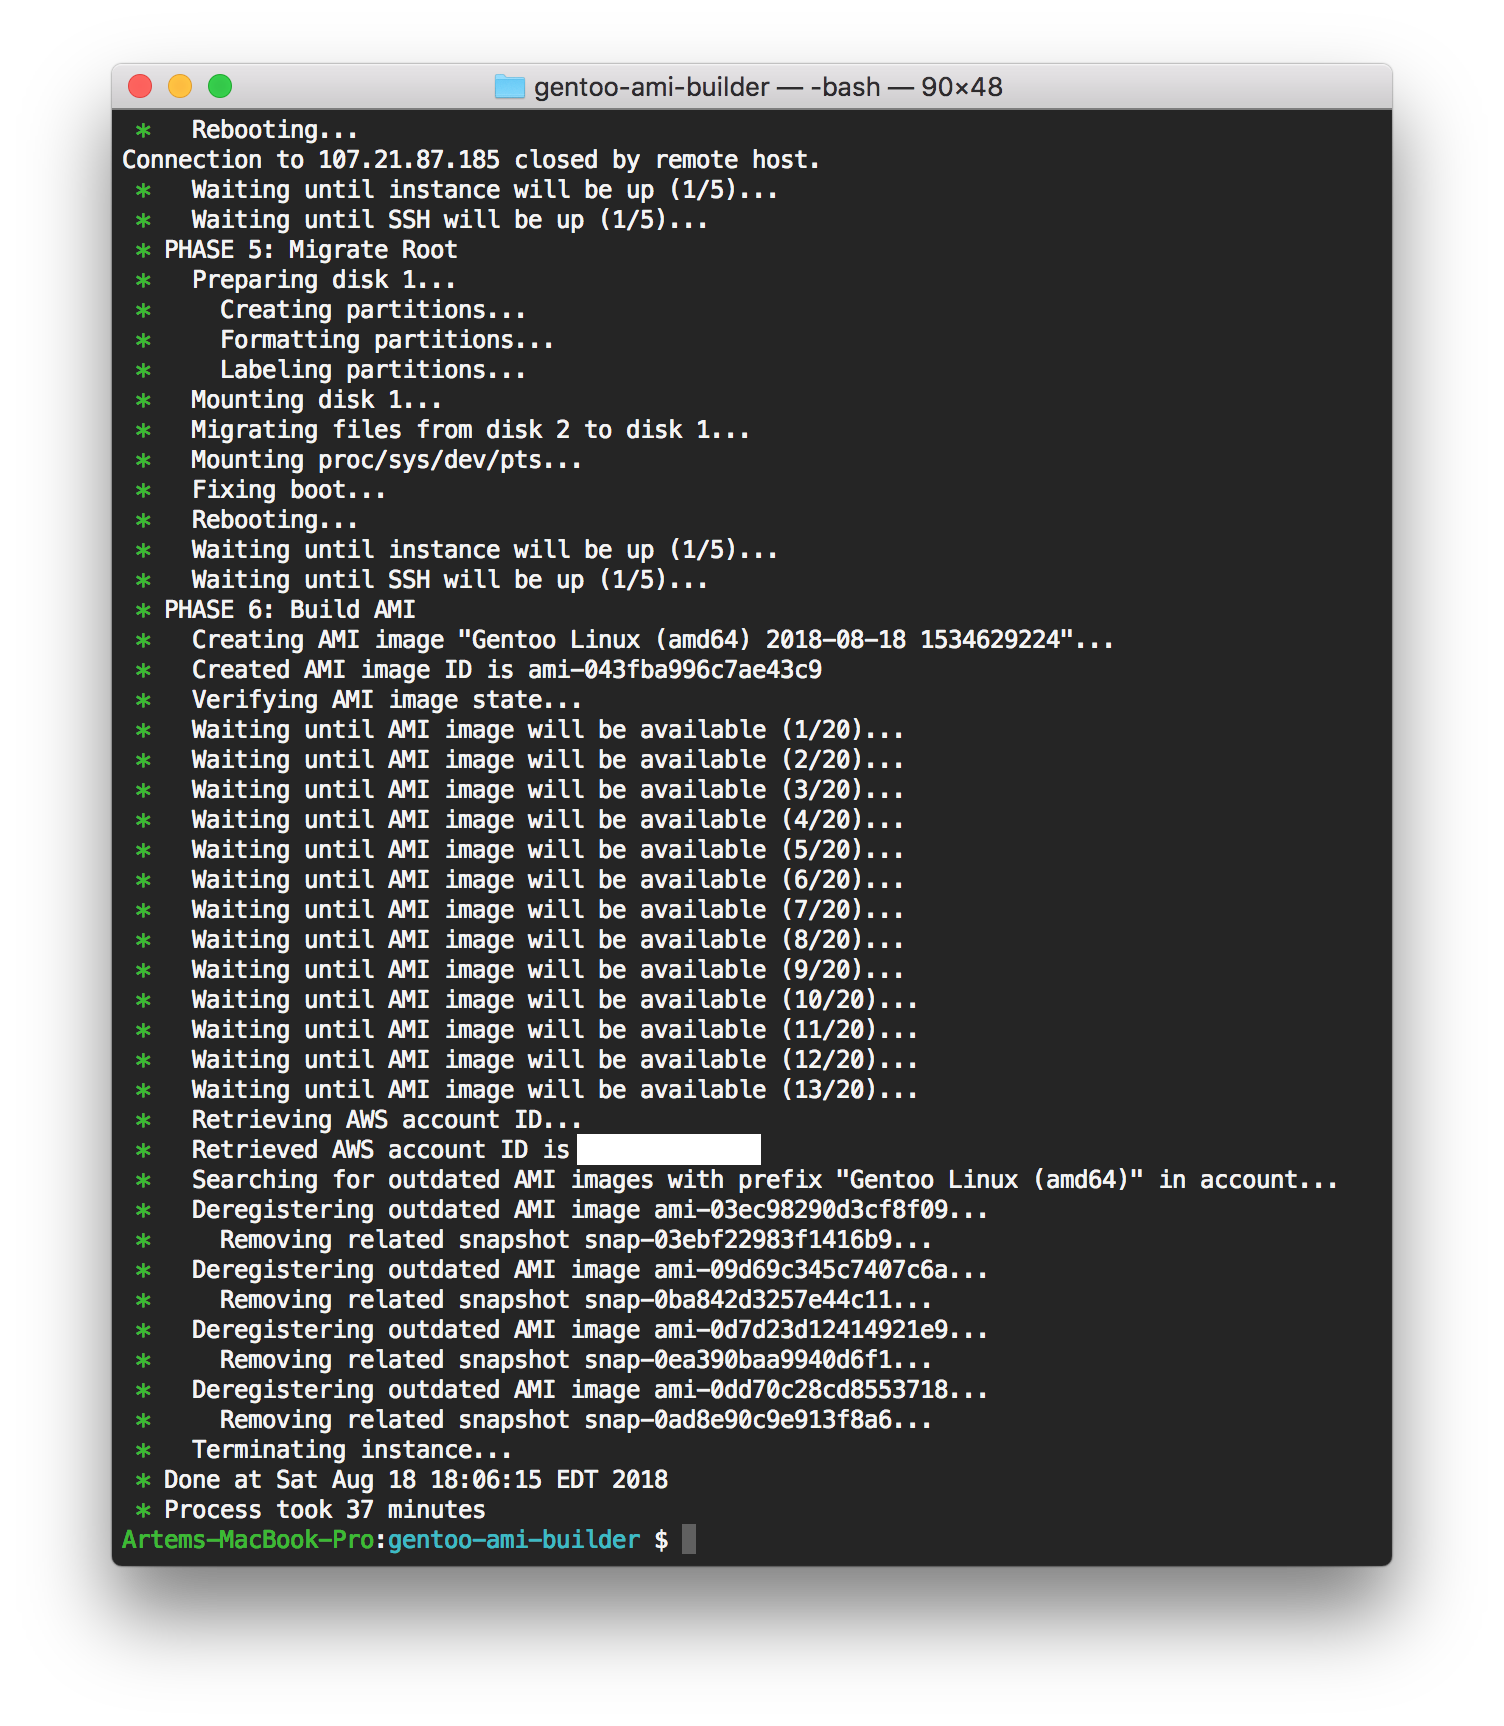 gentoo-ami-builder — -bash — 90×48
*   Rebooting...
Connection to 107.21.87.185 closed by remote host.
*   Waiting until instance will be up (1/5)...
*   Waiting until SSH will be up (1/5)...
* PHASE 5: Migrate Root
*   Preparing disk 1...
*     Creating partitions...
*     Formatting partitions...
*     Labeling partitions...
*   Mounting disk 1...
*   Migrating files from disk 2 to disk 1...
*   Mounting proc/sys/dev/pts...
*   Fixing boot...
*   Rebooting...
*   Waiting until instance will be up (1/5)...
*   Waiting until SSH will be up (1/5)...
* PHASE 6: Build AMI
*   Creating AMI image "Gentoo Linux (amd64) 2018-08-18 1534629224"...
*   Created AMI image ID is ami-043fba996c7ae43c9
*   Verifying AMI image state...
*   Waiting until AMI image will be available (1/20)...
*   Waiting until AMI image will be available (2/20)...
*   Waiting until AMI image will be available (3/20)...
*   Waiting until AMI image will be available (4/20)...
*   Waiting until AMI image will be available (5/20)...
*   Waiting until AMI image will be available (6/20)...
*   Waiting until AMI image will be available (7/20)...
*   Waiting until AMI image will be available (8/20)...
*   Waiting until AMI image will be available (9/20)...
*   Waiting until AMI image will be available (10/20)...
*   Waiting until AMI image will be available (11/20)...
*   Waiting until AMI image will be available (12/20)...
*   Waiting until AMI image will be available (13/20)...
*   Retrieving AWS account ID...
*   Retrieved AWS account ID is
*   Searching for outdated AMI images with prefix "Gentoo Linux (amd64)" in account...
*   Deregistering outdated AMI image ami-03ec98290d3cf8f09...
*     Removing related snapshot snap-03ebf22983f1416b9...
*   Deregistering outdated AMI image ami-09d69c345c7407c6a...
*     Removing related snapshot snap-0ba842d3257e44c11...
*   Deregistering outdated AMI image ami-0d7d23d12414921e9...
*     Removing related snapshot snap-0ea390baa9940d6f1...
*   Deregistering outdated AMI image ami-0dd70c28cd8553718...
*     Removing related snapshot snap-0ad8e90c9e913f8a6...
*   Terminating instance...
* Done at Sat Aug 18 18:06:15 EDT 2018
* Process took 37 minutes
Artems-MacBook-Pro:gentoo-ami-builder $